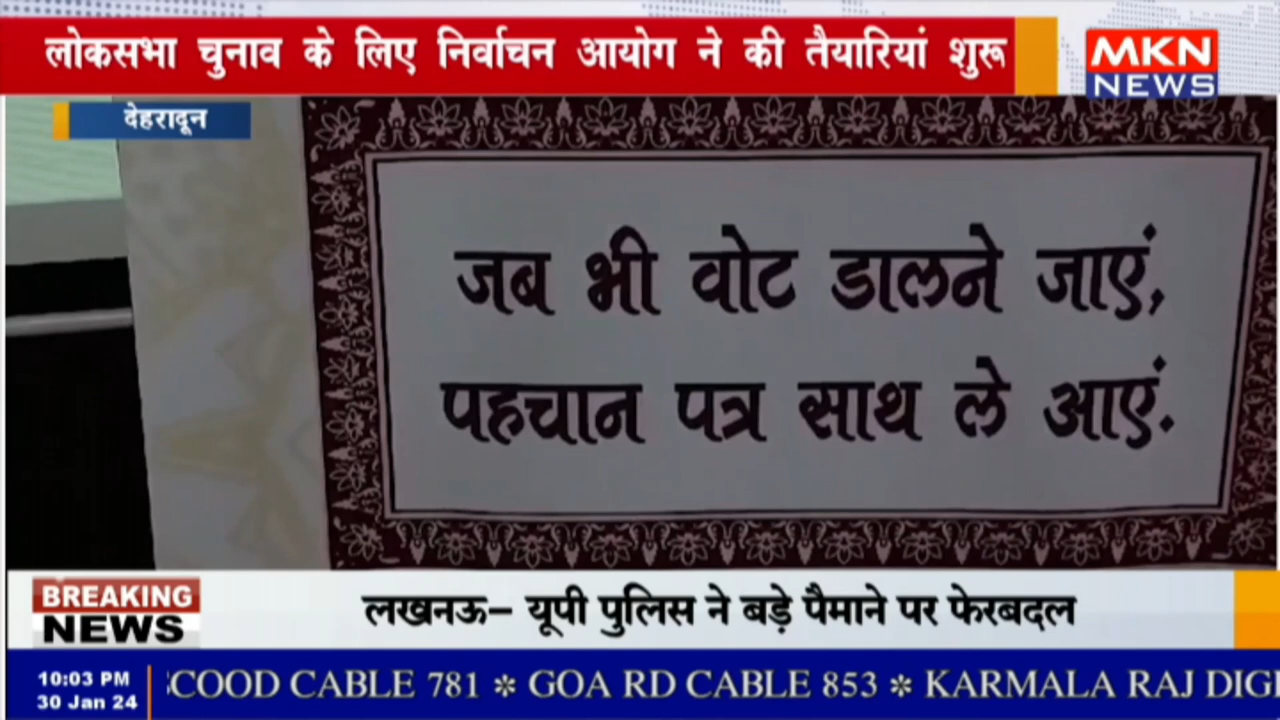 लोकसभा चुनाव के लिए निर्वाचन आयोग ने की तैयारियां शुरू
MKN
NEWS
देहरादून
जब भी वोट डालने जाएं,
पहचान पत्र साथ ले आएं.
BREAKING
NEWS
लखनऊ– यूपी पुलिस ने बड़े पैमाने पर फेरबदल
10:03 PM
30 Jan 24
COOD CABLE 781 * GOA RD CABLE 853 * KARMALA RAJ DIGI